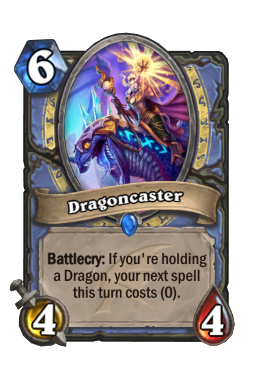 6
Dragoncaster
Battlecry: If you're holding
a Dragon, your next spell
this turn costs (0).
4 4